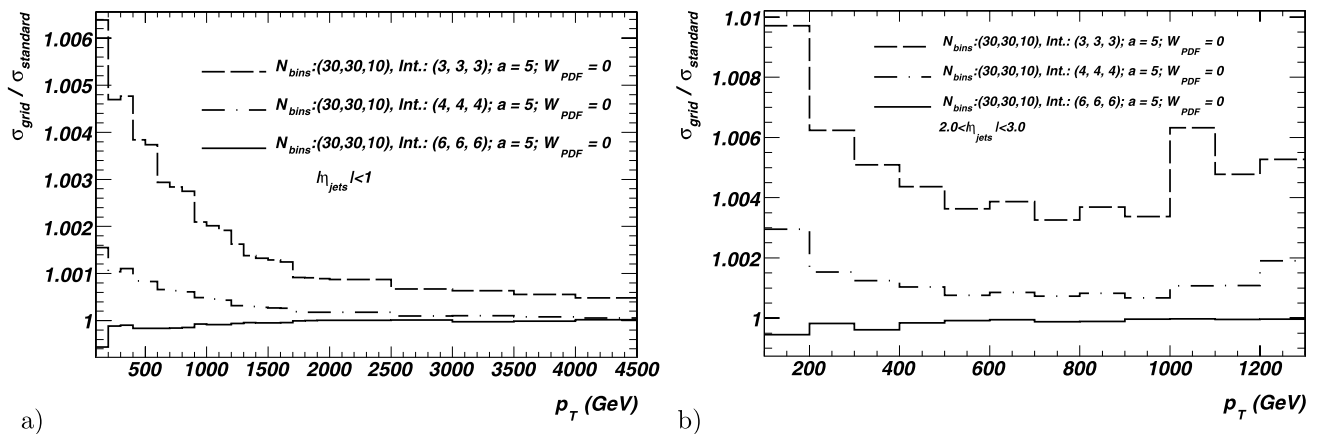 σgrid / σstandard
1.006
1.005
1.004
1.003
1.002
1.001
1
Nbins:(30,30,10), Int.: (3, 3, 3); a = 5; WPDF = 0
Nbins:(30,30,10), Int.: (4, 4, 4); a = 5; WPDF = 0
Nbins:(30,30,10), Int.: (6, 6, 6); a = 5; WPDF = 0
|ηjets|<1
500 1000 1500 2000 2500 3000 3500 4000 4500
pT (GeV)
a)
σgrid / σstandard
1.01
1.008
1.006
1.004
1.002
1
Nbins:(30,30,10), Int.: (3, 3, 3); a = 5; WPDF = 0
Nbins:(30,30,10), Int.: (4, 4, 4); a = 5; WPDF = 0
Nbins:(30,30,10), Int.: (6, 6, 6); a = 5; WPDF = 0
2.0<|ηjets|<3.0
200 400 600 800 1000 1200
pT (GeV)
b)